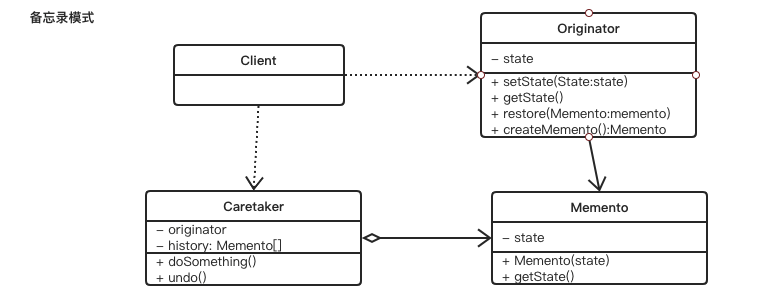 备忘录模式
Client
Originator
- state
+ setState(State:state)
+ getState()
+ restore(Memento:memento)
+ createMemento():Memento
Caretaker
- originator
- history: Memento[]
+ doSomething()
+ undo()
Memento
- state
+ Memento(state)
+ getState()